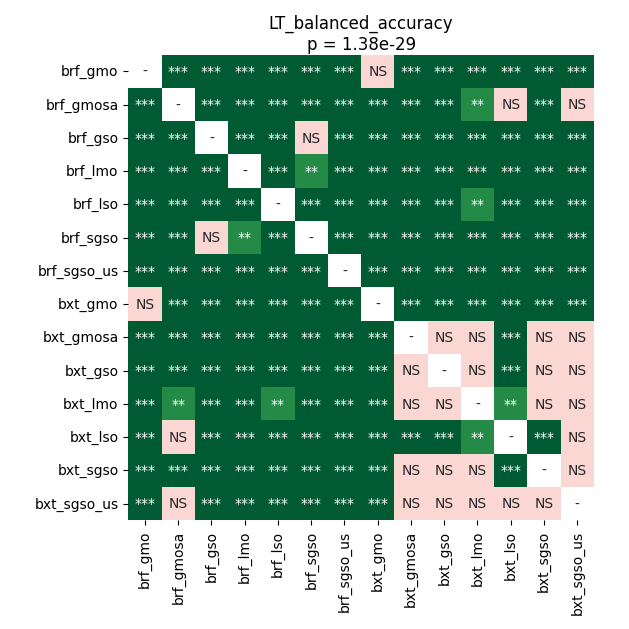 LT_balanced_accuracy
p = 1.38e-29
brf_gmo - *** *** *** *** *** *** NS *** *** *** *** *** ***
brf_gmosa *** - *** *** *** *** *** *** *** *** ** NS *** NS
brf_gso *** *** - *** *** NS *** *** *** *** *** *** *** ***
brf_lmo *** *** *** - *** ** *** *** *** *** *** *** *** ***
brf_lso *** *** *** *** - *** *** *** *** *** ** *** *** ***
brf_sgso *** *** NS ** *** - *** *** *** *** *** *** *** ***
brf_sgso_us *** *** *** *** *** *** - *** *** *** *** *** *** ***
bxt_gmo NS *** *** *** *** *** *** - *** *** *** *** *** ***
bxt_gmosa *** *** *** *** *** *** *** *** - NS NS *** NS NS
bxt_gso *** *** *** *** *** *** *** *** NS - NS *** NS NS
bxt_lmo *** ** *** *** ** *** *** *** NS NS - ** NS NS
bxt_lso *** NS *** *** *** *** *** *** *** *** ** - *** NS
bxt_sgso *** *** *** *** *** *** *** *** NS NS NS *** - NS
bxt_sgso_us *** NS *** *** *** *** *** *** NS NS NS NS NS -
brf_gmo
brf_gmosa
brf_gso
brf_lmo
brf_lso
brf_sgso
brf_sgso_us
bxt_gmo
bxt_gmosa
bxt_gso
bxt_lmo
bxt_lso
bxt_sgso
bxt_sgso_us